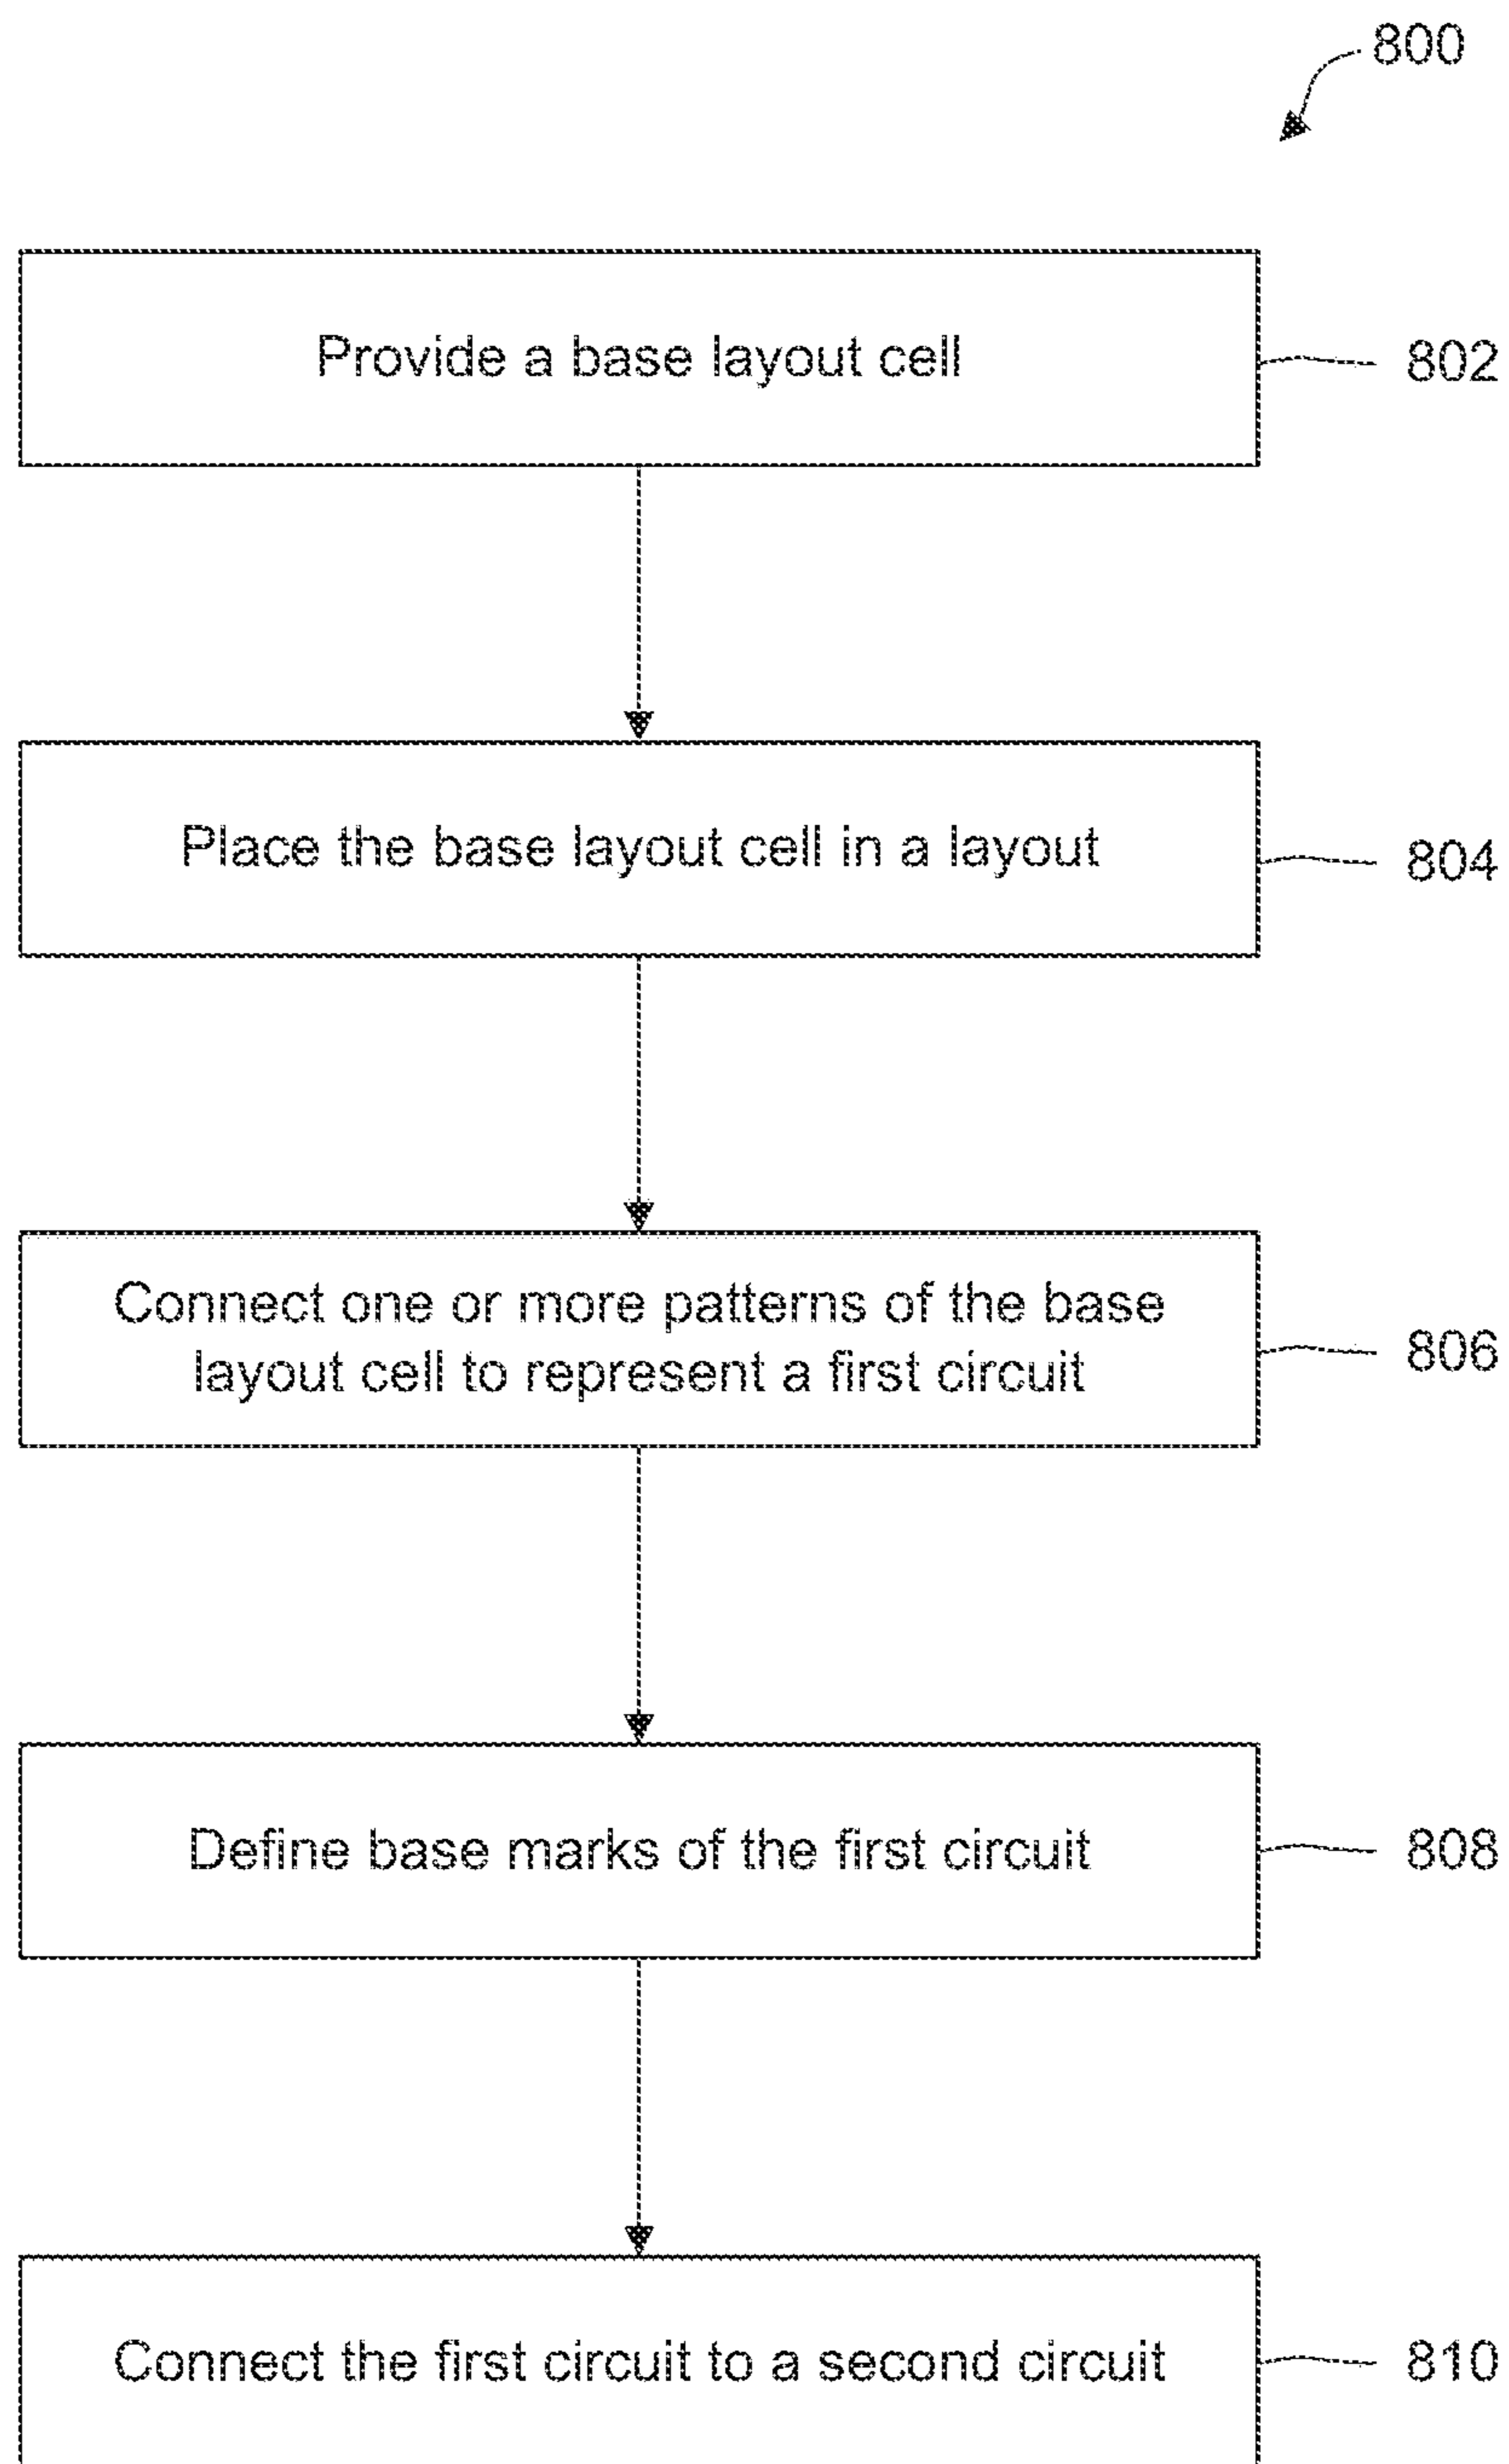 800
Provide a base layout cell
802
Place the base layout cell in a layout
804
Connect one or more patterns of the base
layout cell to represent a first circuit
806
Define base marks of the first circuit
808
Connect the first circuit to a second circuit
810